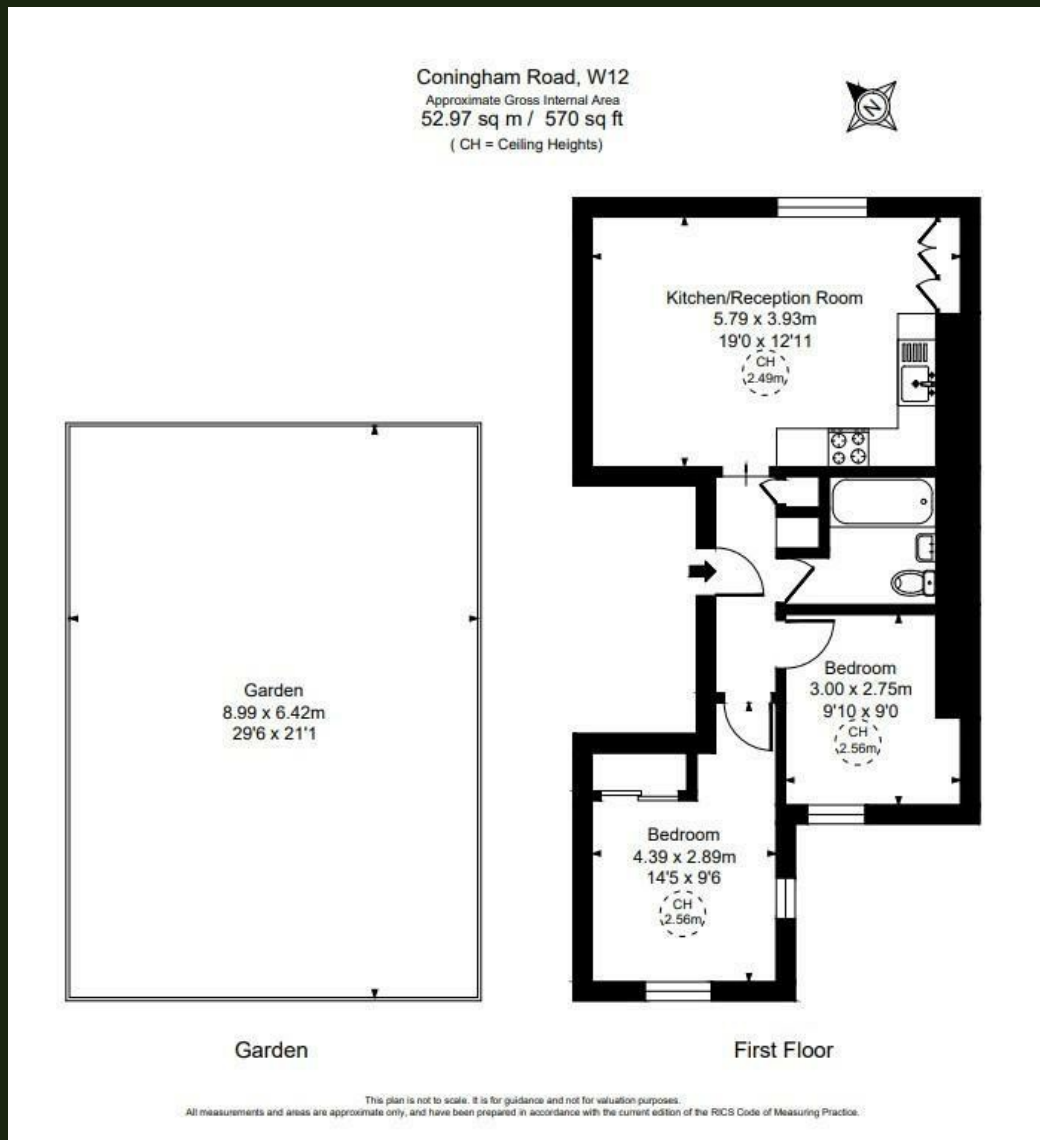 Coningham Road, W12
Approximate Gross Internal Area
52.97 sq m / 570 sq ft
( CH = Ceiling Heights)
N
Kitchen/Reception Room
5.79 x 3.93m
19'0 x 12'11
CH
2.49m
Garden
8.99 x 6.42m
29'6 x 21'1
Bedroom
3.00 x 2.75m
9'10 x 9'0
CH
2.56m
Bedroom
4.39 x 2.89m
14'5 x 9'6
CH
2.56m
Garden
First Floor
This plan is not to scale. It is for guidance and not for valuation purposes.
All measurements and areas are approximate only, and have been prepared in accordance with the current edition of the RICS Code of Measuring Practice.